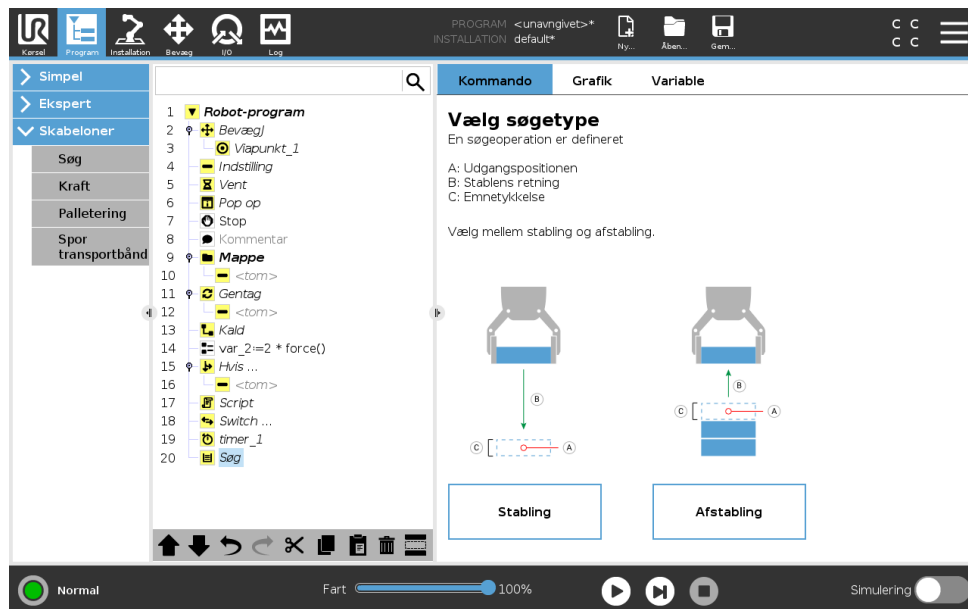 PROGRAM <unavngivet>*
INSTALLATION default*
Kørsel Program Installation Bevæg I/O Log Ny... Åben... Gem...
C C
C C
Simpel
Ekspert
Skabeloner
Søg
Kraft
Palletering
Spor
transportbånd
1 Robot-program
2 BevægJ
3 Viapunkt_1
4 Indstilling
5 Vent
6 Pop op
7 Stop
8 Kommentar
9 Mappe
10 <tom>
11 Gentag
12 <tom>
13 Kald
14 var_2:=2 * force()
15 Hvis ...
16 <tom>
17 Script
18 Switch ...
19 timer_1
20 Søg
Kommando Grafik Variable
Vælg søgetype
En søgeoperation er defineret
A: Udgangspositionen
B: Stablens retning
C: Emnetykkelse
Vælg mellem stabling og afstabling.
B B
C A
C A
Stabling Afstabling
Normal Fart 100% Simulering